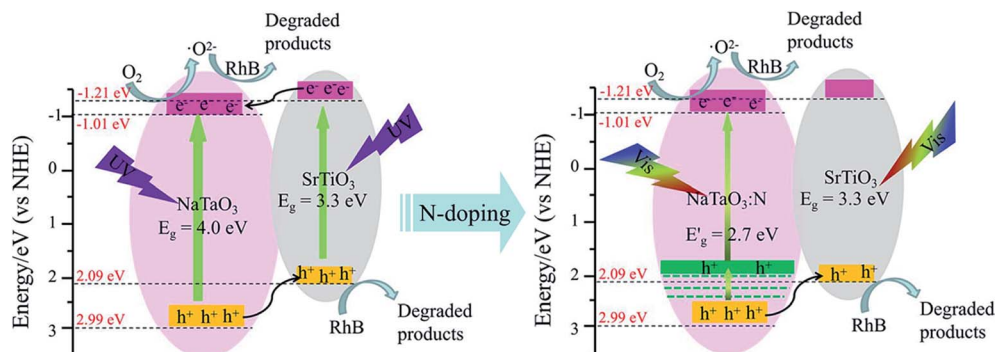 Degraded
products
·O²⁻
O₂
RhB
-1.21 eV
e⁻ e⁻ e⁻
e⁻ e⁻ e⁻
-1
-1.01 eV
UV
UV
0
NaTaO₃
E₉ = 4.0 eV
SrTiO₃
E₉ = 3.3 eV
1
2
2.09 eV
h⁺ h⁺ h⁺
h⁺ h⁺ h⁺
2.99 eV
3
RhB
Degraded
products
Energy/eV (vs NHE)
N-doping
Degraded
products
·O²⁻
O₂
RhB
-1.21 eV
e⁻ e⁻ e⁻
-1
-1.01 eV
Vis
Vis
0
NaTaO₃:N
E'g = 2.7 eV
SrTiO₃
Eg = 3.3 eV
1
h⁺ h⁺
2
2.09 eV
h⁺ h⁺
h⁺ h⁺ h⁺
2.99 eV
3
RhB
Degraded
products
Energy/eV (vs NHE)